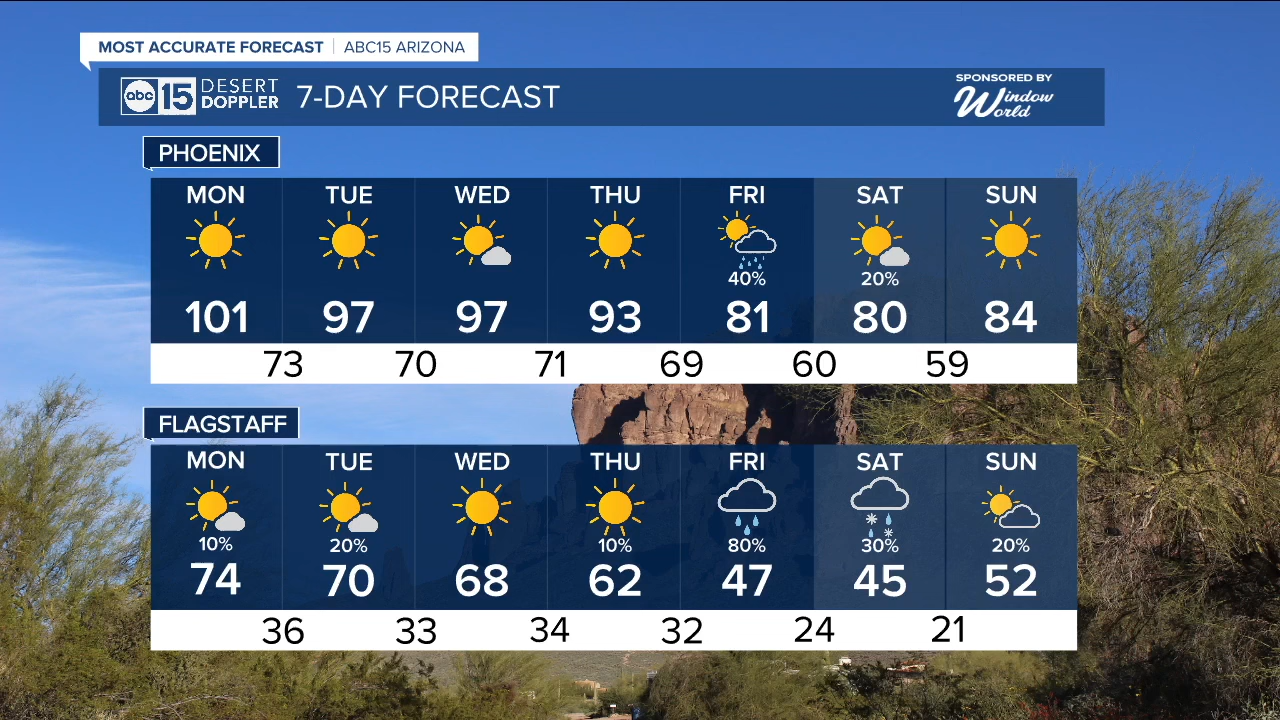 MOST ACCURATE FORECAST | ABC15 ARIZONA
abc 15 DESERT DOPPLER 7-DAY FORECAST
SPONSORED BY
Window World
PHOENIX
MON TUE WED THU FRI SAT SUN
40% 20%
101 97 97 93 81 80 84
73 70 71 69 60 59
FLAGSTAFF
MON TUE WED THU FRI SAT SUN
10% 20% 10% 80% 30% 20%
74 70 68 62 47 45 52
36 33 34 32 24 21